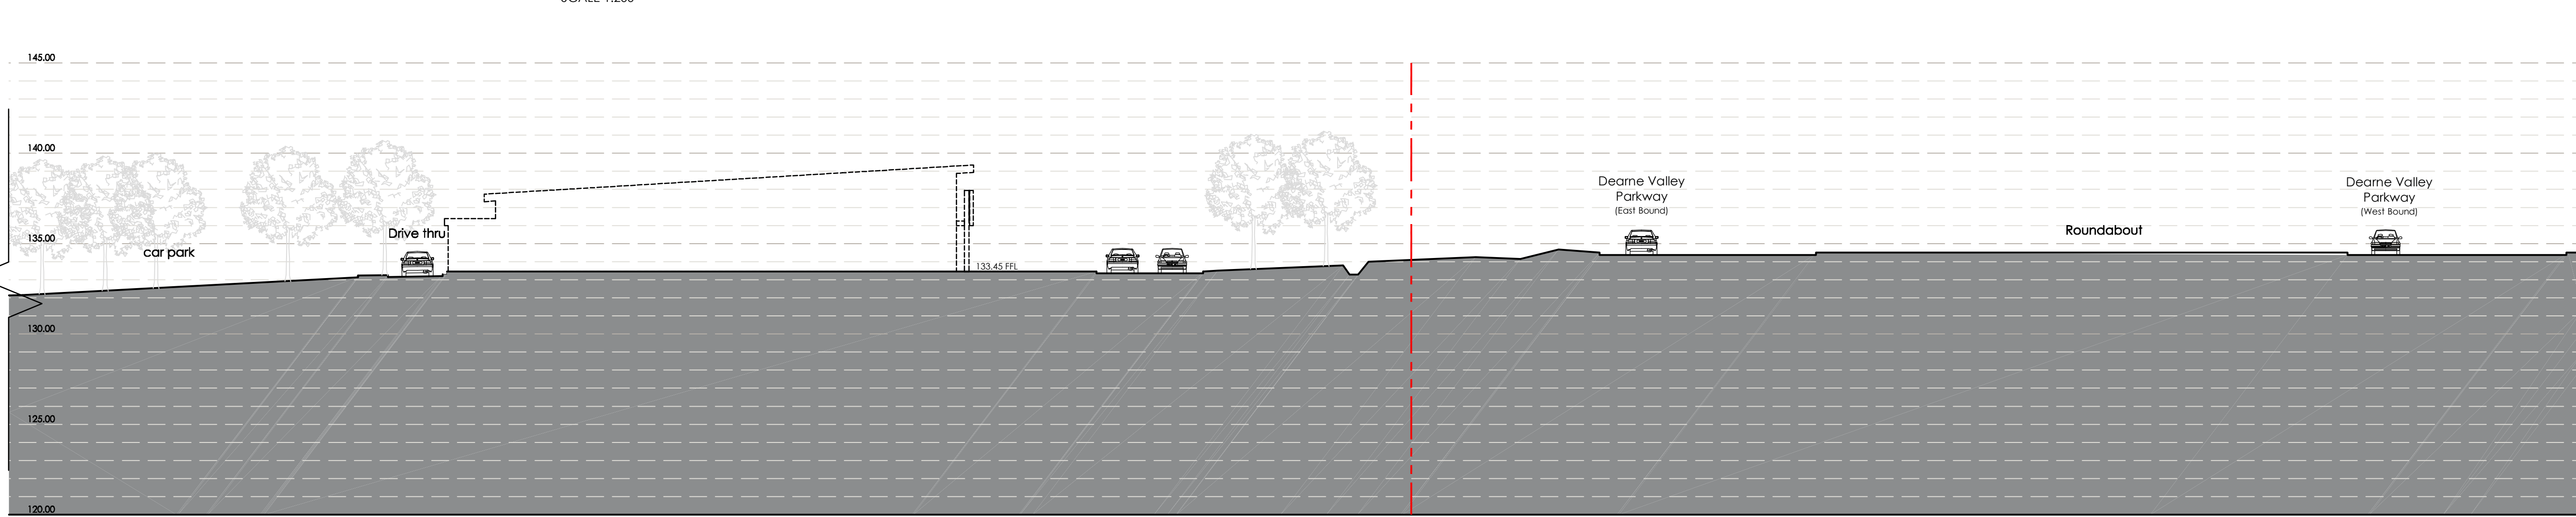 145.00
140.00
Dearne Valley
Parkway
(East Bound)
Dearne Valley
Parkway
(West Bound)
Drive thru
Roundabout
135.00
car park
133.45 FFL
130.00
125.00
120.00